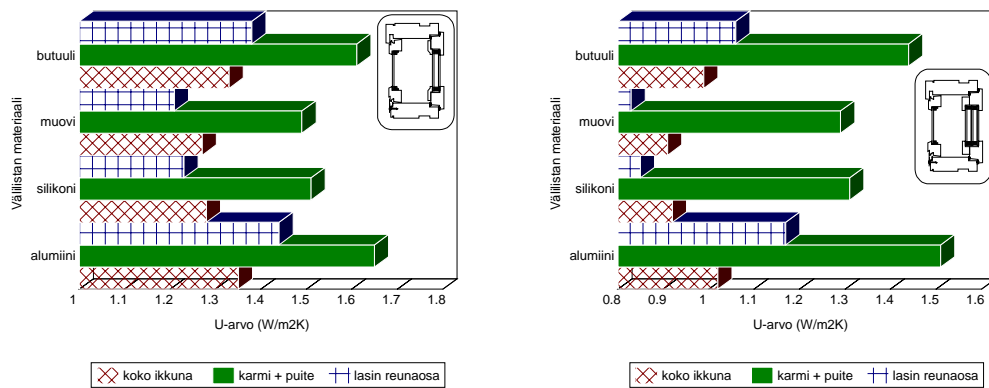 Välilistan materiaali
butuuli
muovi
silikoni
alumiini
1 1.1 1.2 1.3 1.4 1.5 1.6 1.7 1.8
U-arvo (W/m2K)
koko ikkuna karmi + puite lasin reunaosa
Välilistan materiaali
butuuli
muovi
silikoni
alumiini
0.8 0.9 1 1.1 1.2 1.3 1.4 1.5 1.6
U-arvo (W/m2K)
koko ikkuna karmi + puite lasin reunaosa